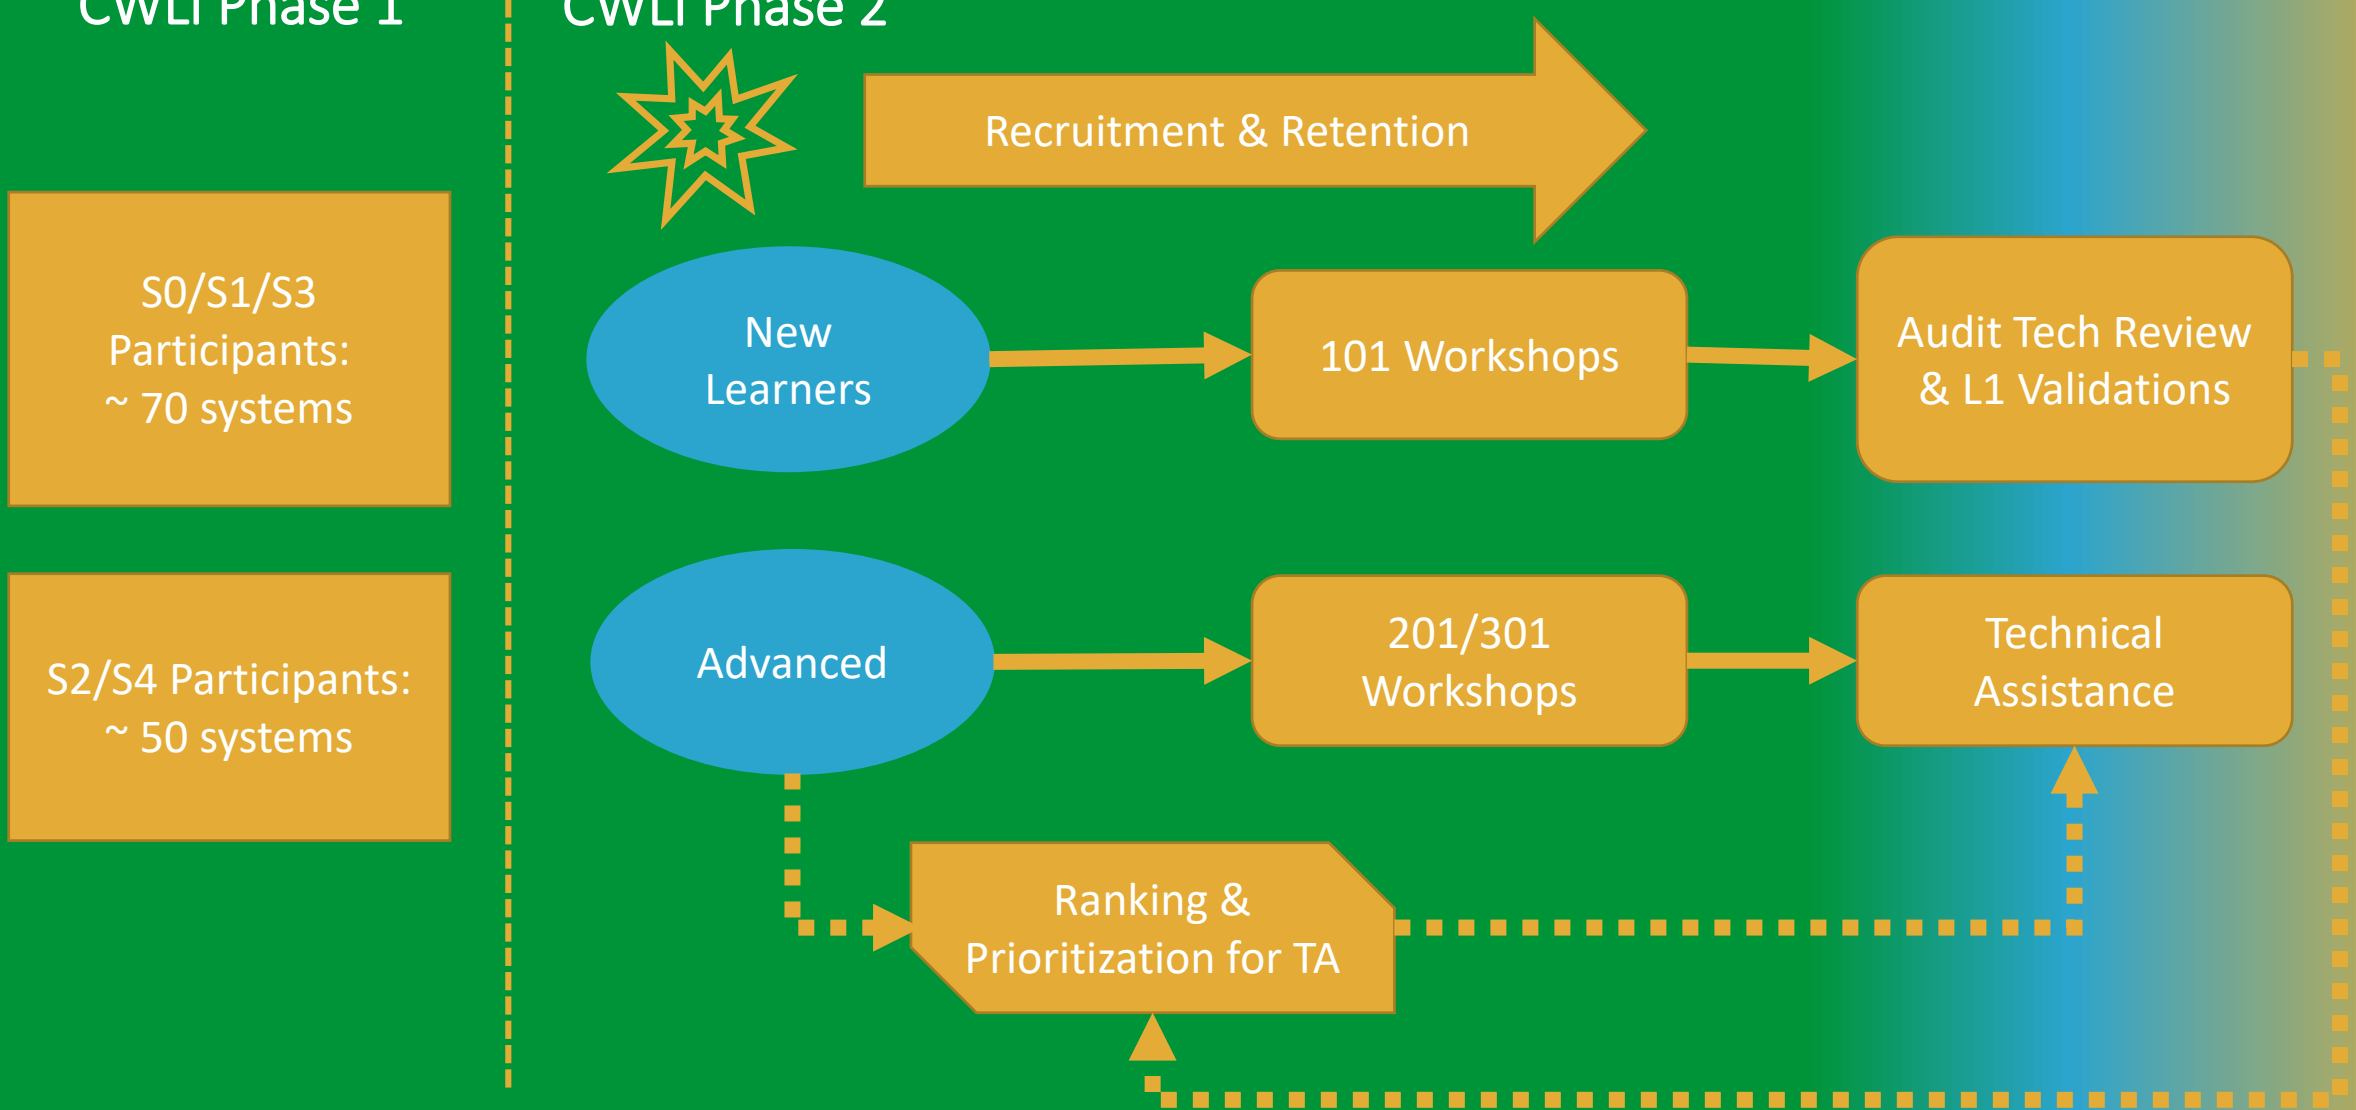 CWLI Phase 1
CWLI Phase 2
Recruitment & Retention
S0/S1/S3
Participants:
~ 70 systems
New
Learners
101 Workshops
Audit Tech Review
& L1 Validations
S2/S4 Participants:
~ 50 systems
Advanced
201/301
Workshops
Technical
Assistance
Ranking &
Prioritization for TA